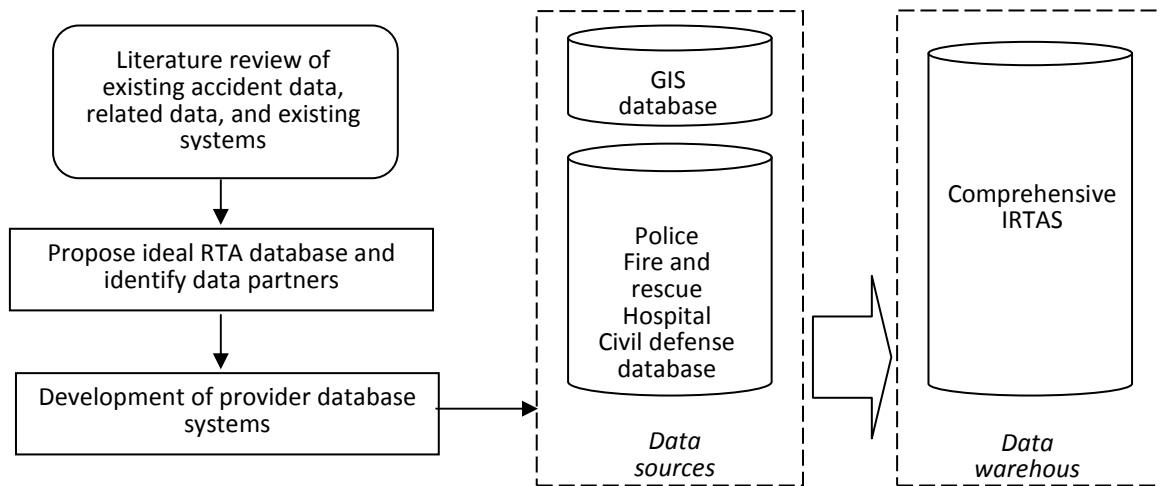 Literature review of
existing accident data,
related data, and existing
systems
Propose ideal RTA database and
identify data partners
Development of provider database
systems
GIS
database
Police
Fire and
rescue
Hospital
Civil defense
database
Data
sources
Comprehensive
IRTAS
Data
warehous